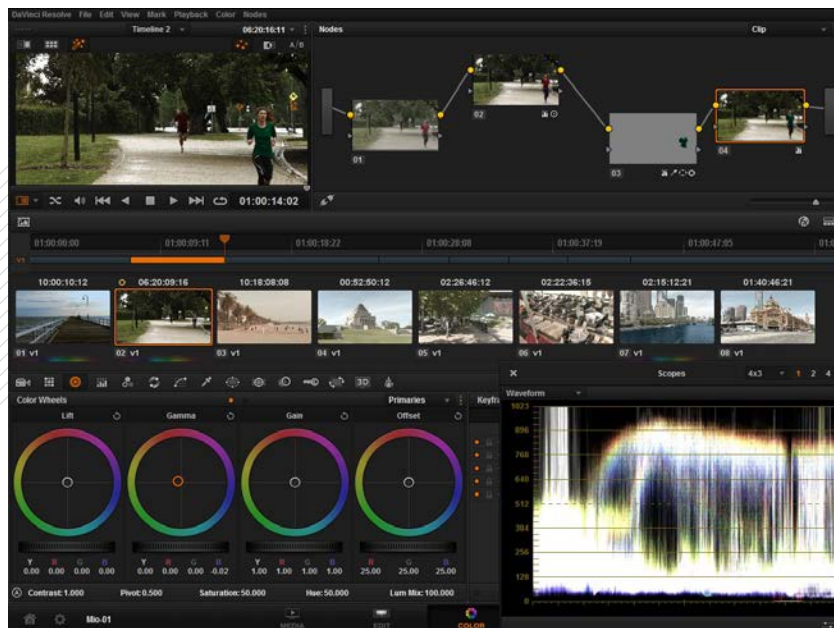 DaVinci Resolve File Edit View Mark Playback Color Nodes
Timeline 2 06:20:16:11 Nodes Clip
A/B
01 02 03 04
01:00:14:02
01:00:00:00 01:00:09:11 01:00:18:22 01:00:28:08 01:00:37:19 01:00:47:05
V1
10:00:10:12 06:20:09:16 10:18:08:08 00:52:50:12 02:26:46:12 02:22:36:15 02:15:12:21 01:40:46:21
01 V1 02 V1 03 V1 04 V1 05 V1 06 V1 07 V1 08 V1
3D
Scopes 4x3 1 2 4
Color Wheels Primaries Keyfra
Waveform
Lift Gamma Gain Offset
1023
896
768
640
512
384
256
128
0
Y R G B Y R G B Y R G B R G B
0.00 0.00 0.00 0.00 0.00 0.00 0.00 -0.02 1.00 1.00 1.00 1.00 25.00 25.00 25.00
A Contrast: 1.000 Pivot: 0.500 Saturation: 50.000 Hue: 50.000 Lum Mix: 100.000
Mio-01 MEDIA EDIT COLOR